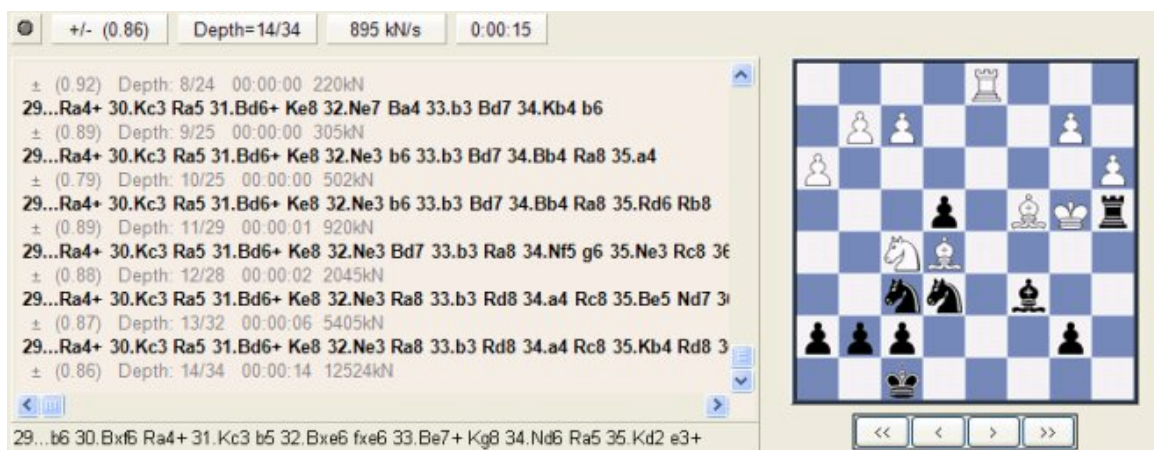 +/- (0.86) Depth=14/34 895 kN/s 0:00:15
± (0.92) Depth: 8/24 00:00:00 220kN
29...Ra4+ 30.Kc3 Ra5 31.Bd6+ Ke8 32.Ne7 Ba4 33.b3 Bd7 34.Kb4 b6
± (0.89) Depth: 9/25 00:00:00 305kN
29...Ra4+ 30.Kc3 Ra5 31.Bd6+ Ke8 32.Ne3 b6 33.b3 Bd7 34.Bb4 Ra8 35.a4
± (0.79) Depth: 10/25 00:00:00 502kN
29...Ra4+ 30.Kc3 Ra5 31.Bd6+ Ke8 32.Ne3 b6 33.b3 Bd7 34.Bb4 Ra8 35.Rd6 Rb8
± (0.89) Depth: 11/29 00:00:01 920kN
29...Ra4+ 30.Kc3 Ra5 31.Bd6+ Ke8 32.Ne3 Bd7 33.b3 Ra8 34.Nf5 g6 35.Ne3 Rc8 36
± (0.88) Depth: 12/28 00:00:02 2045kN
29...Ra4+ 30.Kc3 Ra5 31.Bd6+ Ke8 32.Ne3 Ra8 33.b3 Rd8 34.a4 Rc8 35.Be5 Nd7
± (0.87) Depth: 13/32 00:00:06 5405kN
29...Ra4+ 30.Kc3 Ra5 31.Bd6+ Ke8 32.Ne3 Ra8 33.b3 Rd8 34.a4 Rc8 35.Kb4 Rd8
± (0.86) Depth: 14/34 00:00:14 12524kN
29...b6 30.Bxf6 Ra4+ 31.Kc3 b5 32.Bxe6 fxe6 33.Be7+ Kg8 34.Nd6 Ra5 35.Kd2 e3+
<< < > >>